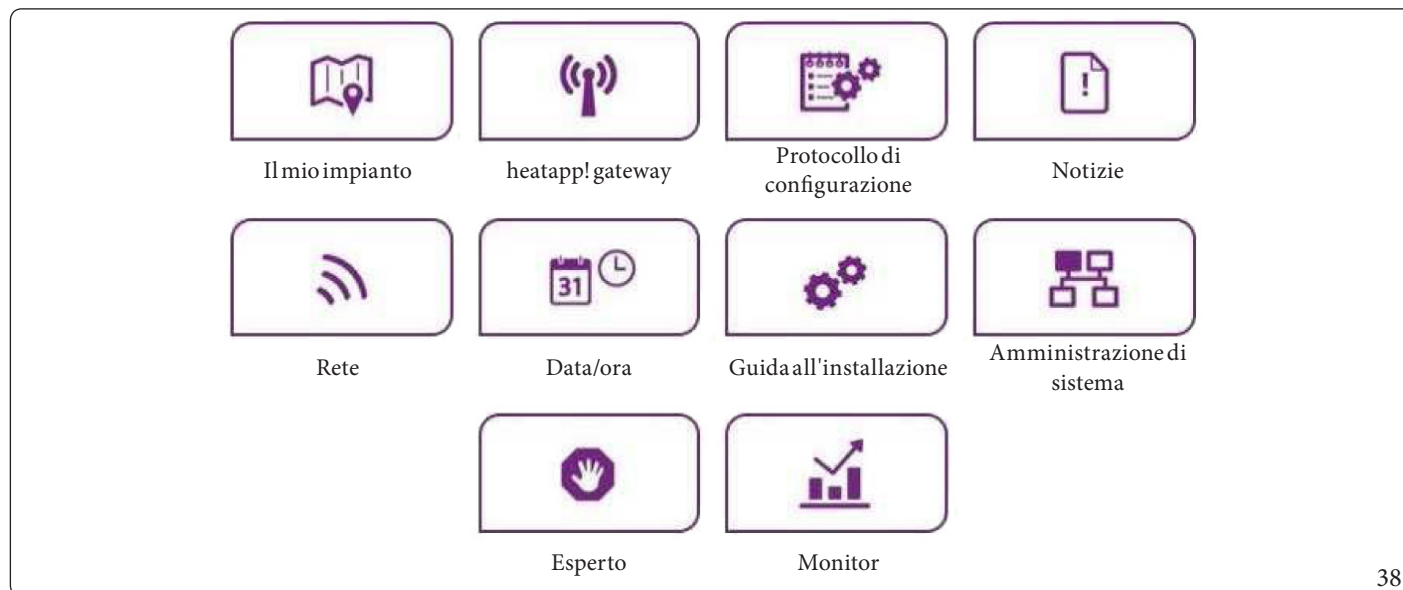 Il mio impianto
heatapp! gateway
Protocollo di
configurazione
Notizie
31
Rete
Data/ora
Guida all'installazione
Amministrazione di
sistema
Esperto
Monitor
38